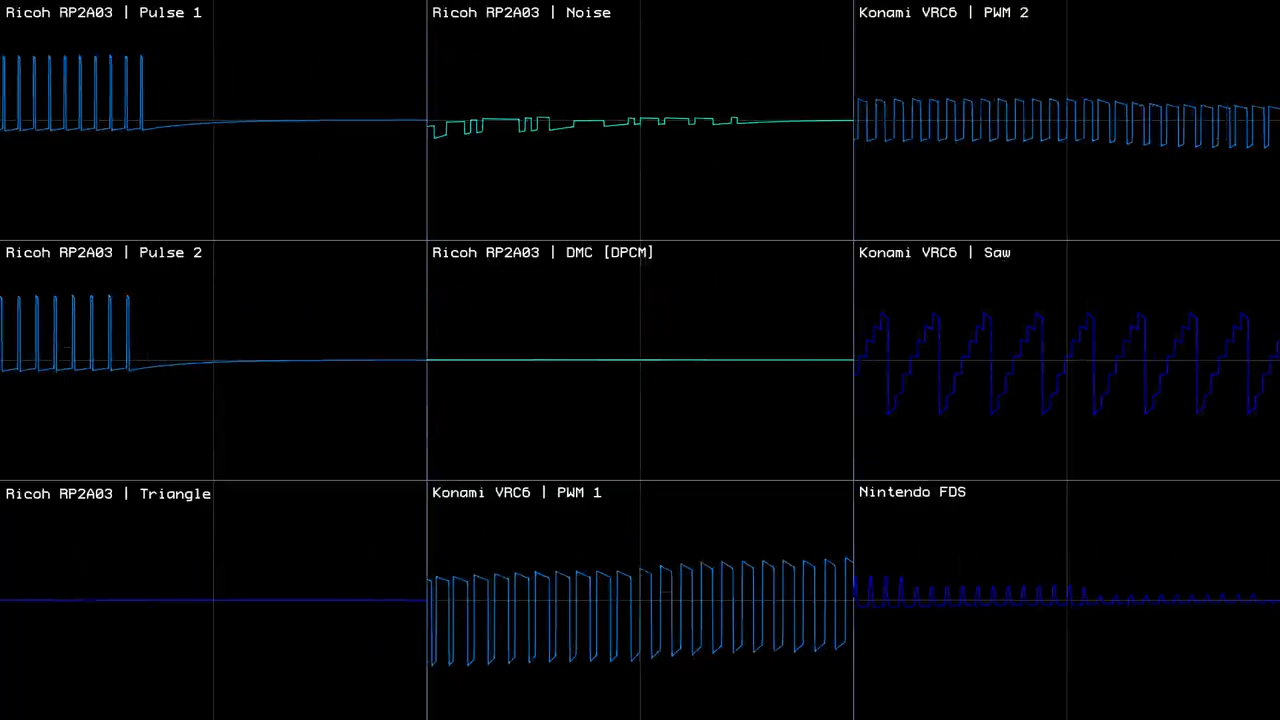 Ricoh RP2A03 | Pulse 1
Ricoh RP2A03 | Noise
Konami VRC6 | PWM 2
Ricoh RP2A03 | Pulse 2
Ricoh RP2A03 | DMC [DPCM]
Konami VRC6 | Saw
Ricoh RP2A03 | Triangle
Konami VRC6 | PWM 1
Nintendo FDS